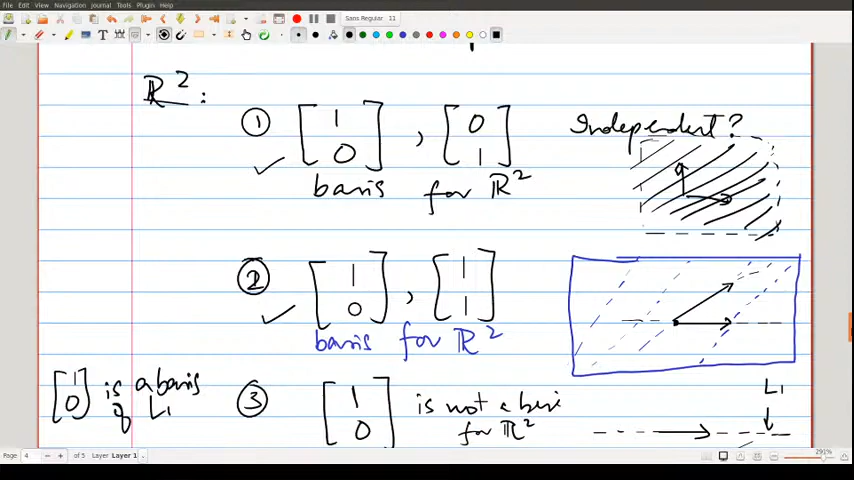 File Edit View Navigation Journal Tools Plugin Help
Sans Regular 11
ℝ²:
① [1 0] , [0 1] Independent?
✓ basis for ℝ²
② [1 0] , [1 1]
✓ basis for ℝ²
[1 0] is a basis
of L1
③ [1 0] is not a basis
for ℝ²
L1
Page 4 of 5 Layer Layer 1 291%